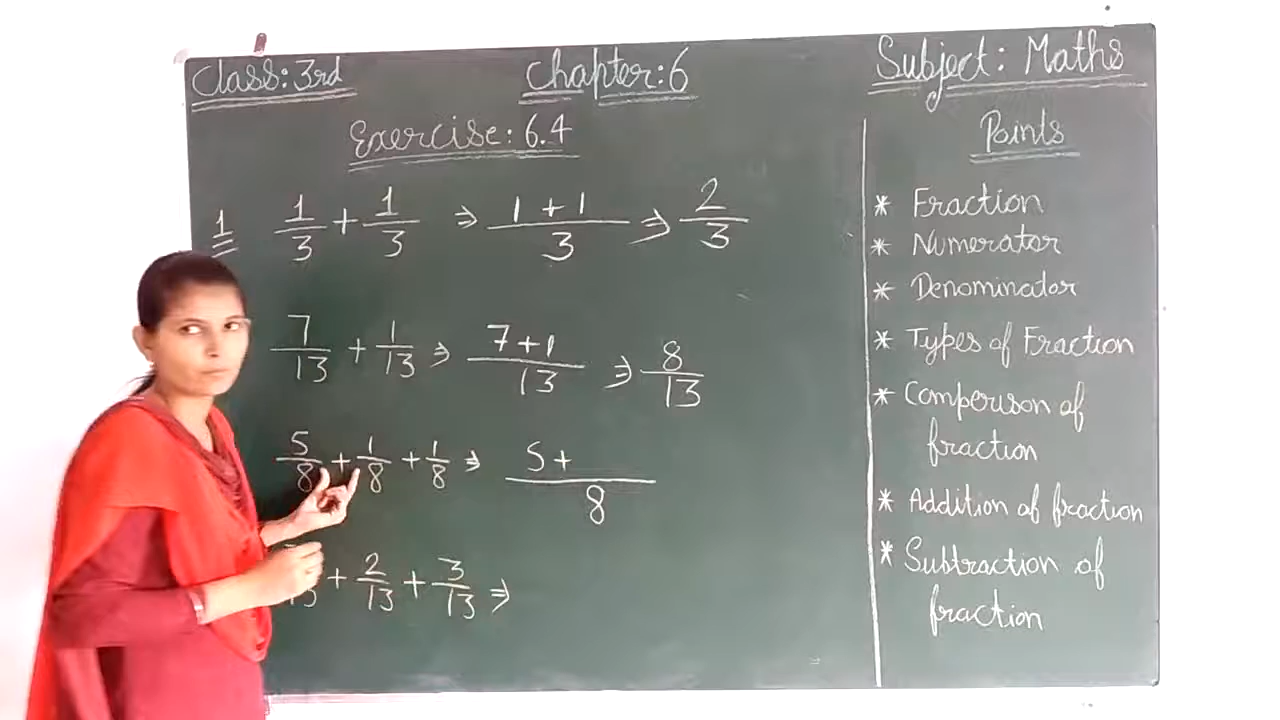 Class: 3rd
Chapter: 6
Subject: Maths
Exercise: 6.4
1 1/3 + 1/3 ⇒ 1+1/3 ⇒ 2/3
7/13 + 1/13 ⇒ 7+1/13 ⇒ 8/13
5/8 + 1/8 + 1/8 ⇒ 5+/8
+ 2/13 + 3/13 ⇒
Points
* Fraction
* Numerator
* Denominator
* Types of Fraction
* Comperison of
fraction
* Addition of fraction
* Subtraction of
fraction